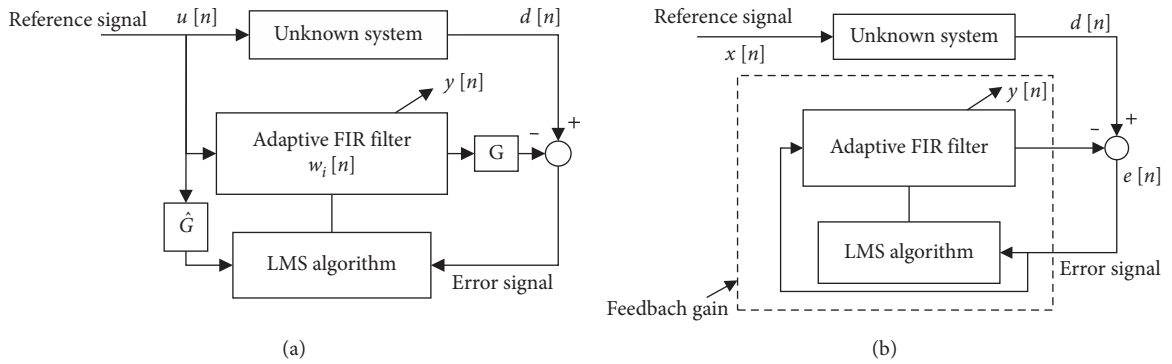 Reference signal
u [n]
d [n]
Unknown system
y [n]
+
–
Adaptive FIR filter
w_i [n]
G
Ĝ
LMS algorithm
Error signal
(a)
Reference signal
x [n]
d [n]
Unknown system
y [n]
+
–
Adaptive FIR filter
e [n]
LMS algorithm
Error signal
Feedback gain
(b)